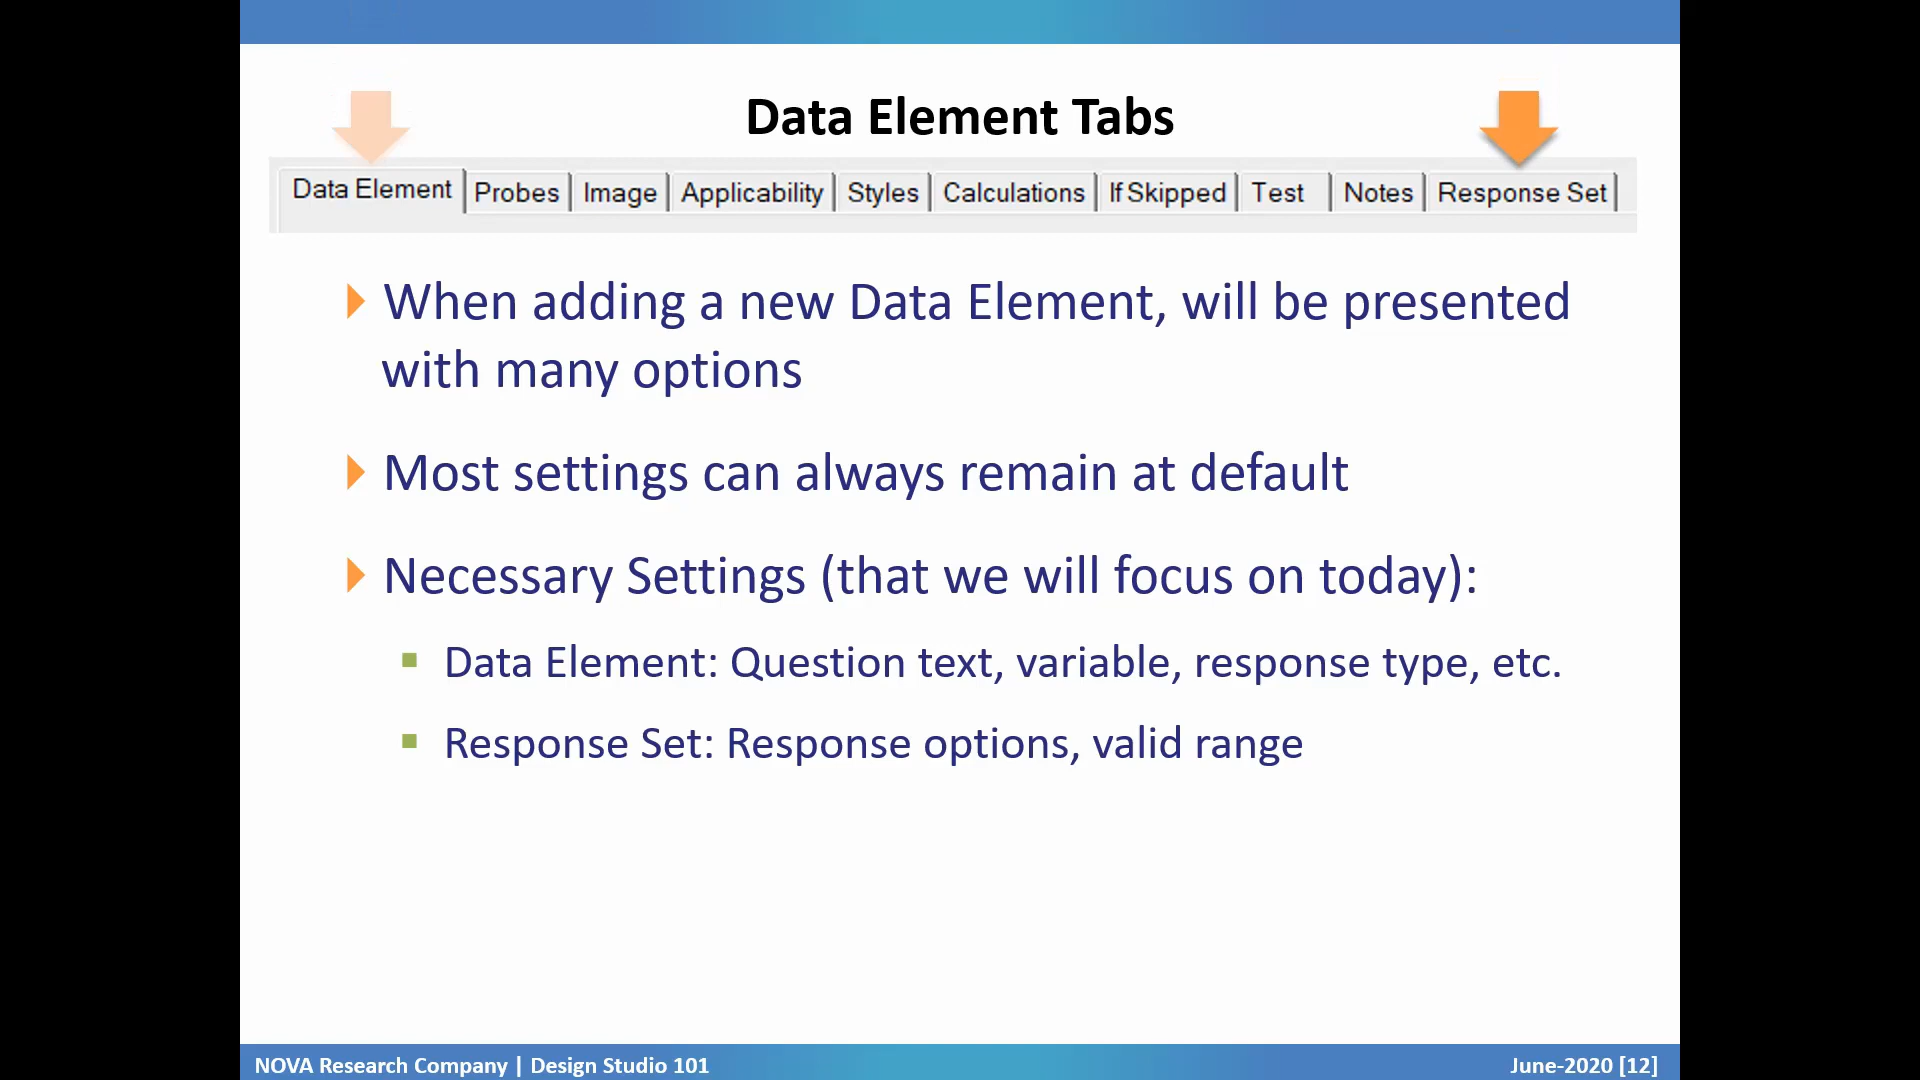 Data Element Tabs
Data Element Probes Image Applicability Styles Calculations If Skipped Test Notes Response Set
When adding a new Data Element, will be presented
with many options
Most settings can always remain at default
Necessary Settings (that we will focus on today):
Data Element: Question text, variable, response type, etc.
Response Set: Response options, valid range
NOVA Research Company | Design Studio 101 June-2020 [12]